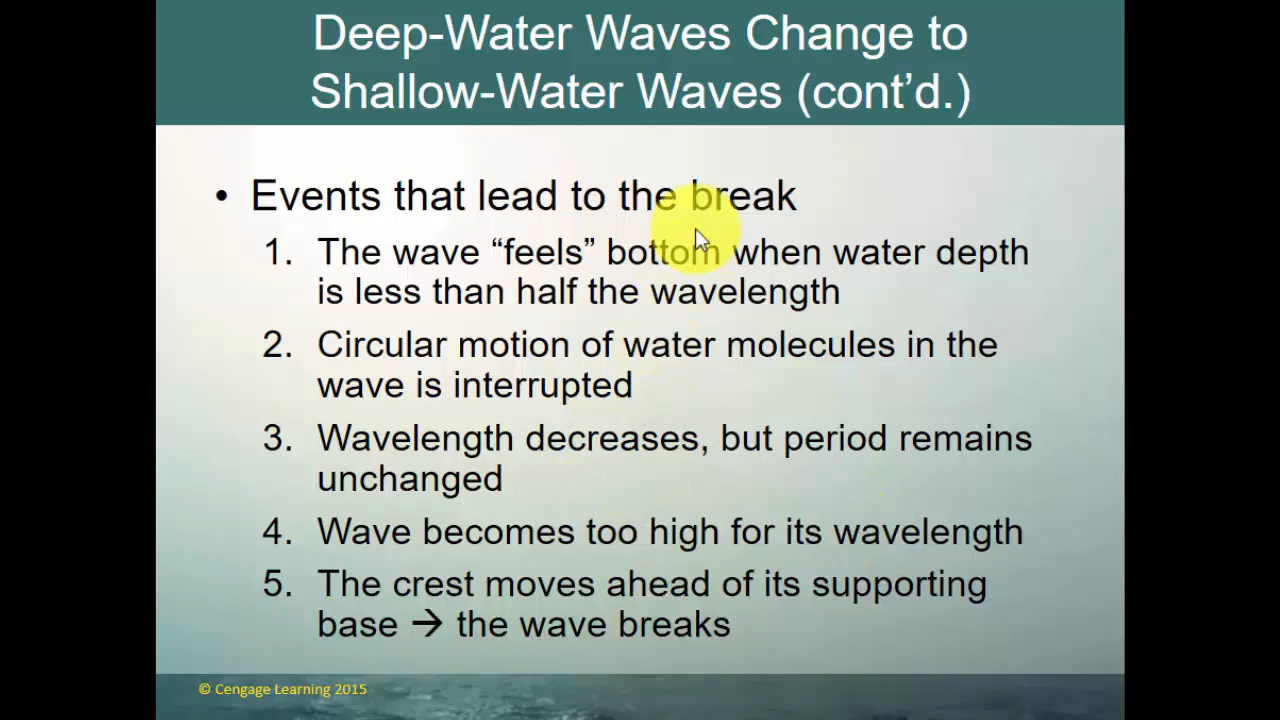 Deep-Water Waves Change to
Shallow-Water Waves (cont’d.)
• Events that lead to the break
1. The wave “feels” bottom when water depth
is less than half the wavelength
2. Circular motion of water molecules in the
wave is interrupted
3. Wavelength decreases, but period remains
unchanged
4. Wave becomes too high for its wavelength
5. The crest moves ahead of its supporting
base → the wave breaks
© Cengage Learning 2015